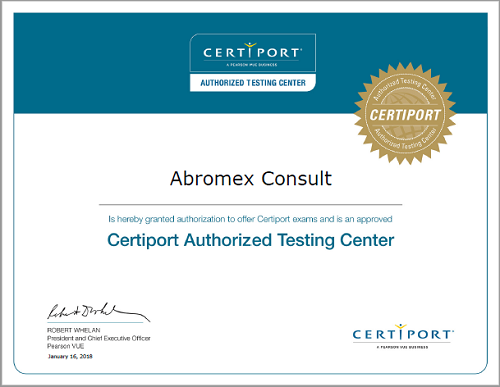 CERTIPORT®
A PEARSON VUE BUSINESS
AUTHORIZED TESTING CENTER
Authorized Testing Center
CERTIPORT
Authorized Testing Center
Abromex Consult
Is hereby granted authorization to offer Certiport exams and is an approved
Certiport Authorized Testing Center
ROBERT WHELAN
President and Chief Executive Officer
Pearson VUE
January 16, 2018
CERTIPORT®
A PEARSON VUE BUSINESS